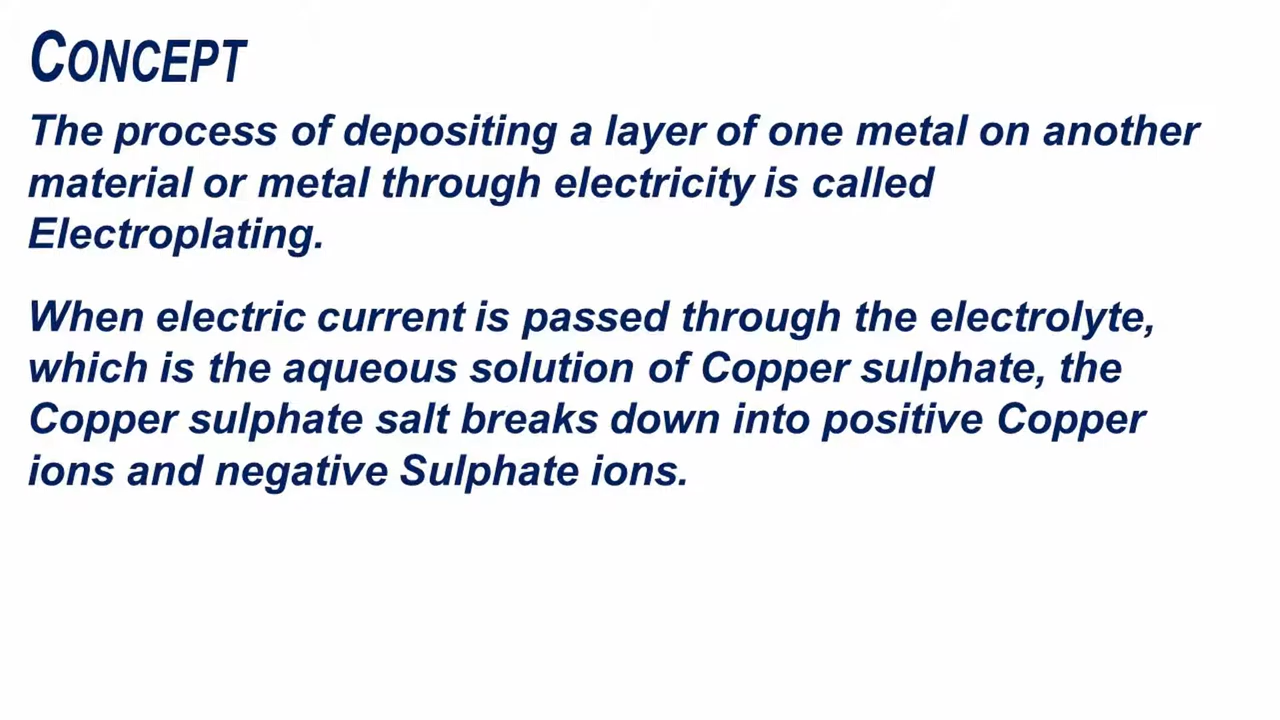 CONCEPT
The process of depositing a layer of one metal on another
material or metal through electricity is called
Electroplating.
When electric current is passed through the electrolyte,
which is the aqueous solution of Copper sulphate, the
Copper sulphate salt breaks down into positive Copper
ions and negative Sulphate ions.